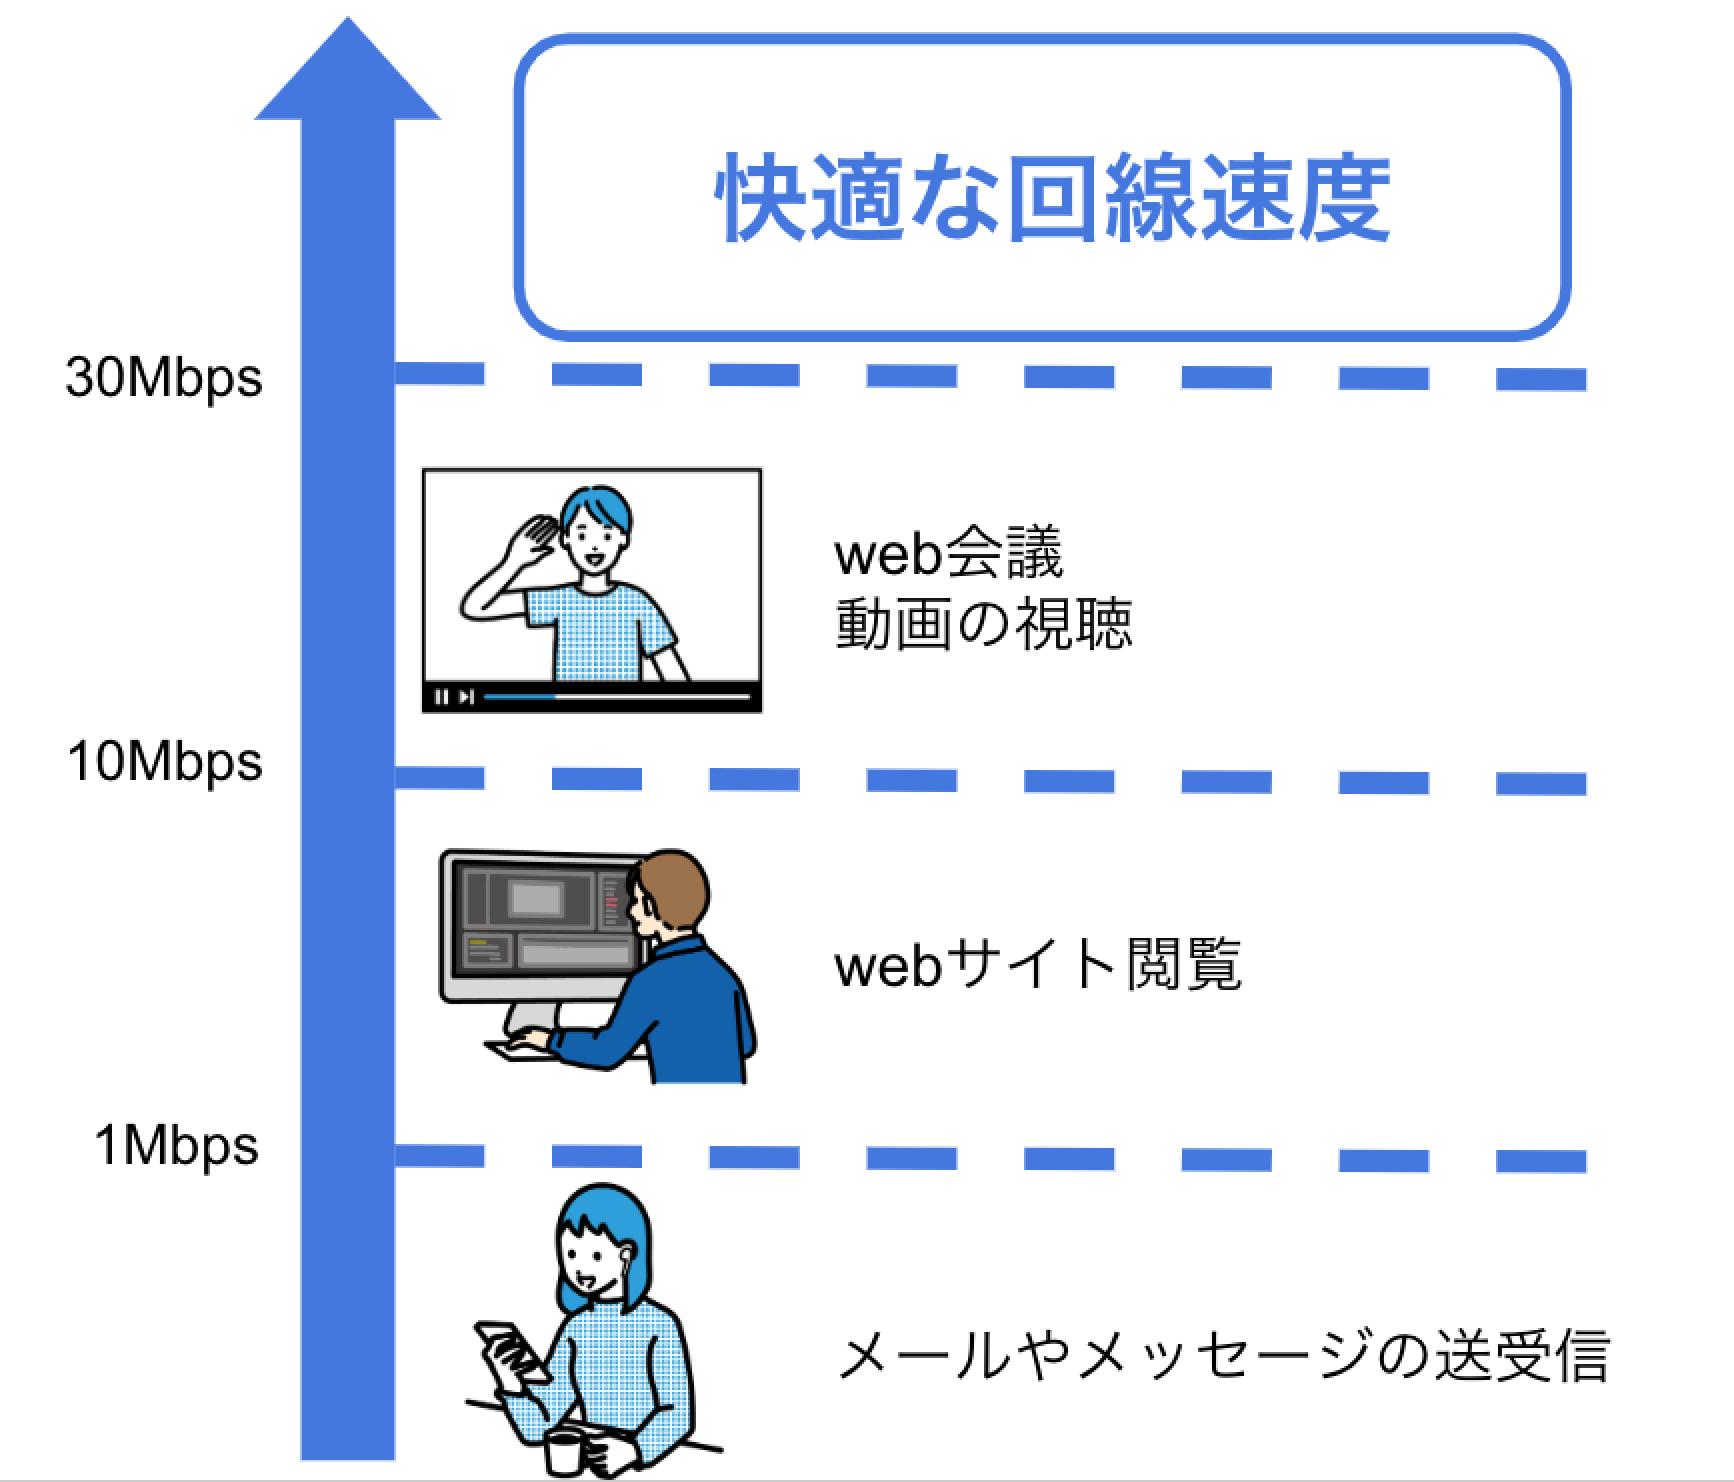 快適な回線速度
30Mbps
web会議
動画の視聴
10Mbps
webサイト閲覧
1Mbps
メールやメッセージの送受信